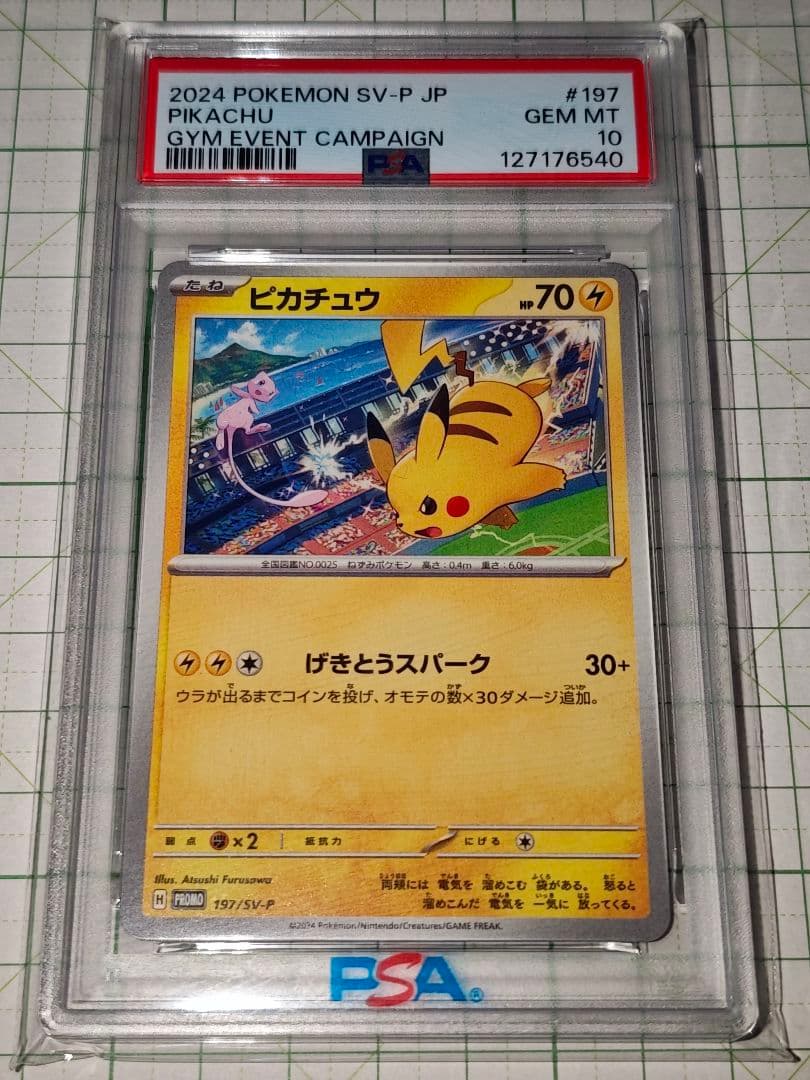 2024 POKEMON SV-P JP #197
PIKACHU GEM MT
GYM EVENT CAMPAIGN 10
PSA 127176540
たね ピカチュウ HP 70
全国図鑑NO.0025 ねずみポケモン 高さ:0.4m 重さ:6.0kg
げきとうスパーク 30+
ウラが出るまでコインを投げ、オモテの数×30ダメージ追加。
弱点 ×2 抵抗力 にげる
Illus. Atsushi Furusawa
両頬には 電気を 溜めこむ 袋がある。 怒ると
溜めこんだ 電気を 一気に 放ってくる。
H PROMO 197/SV-P
©2024 Pokémon/Nintendo/Creatures/GAME FREAK.
PSA®